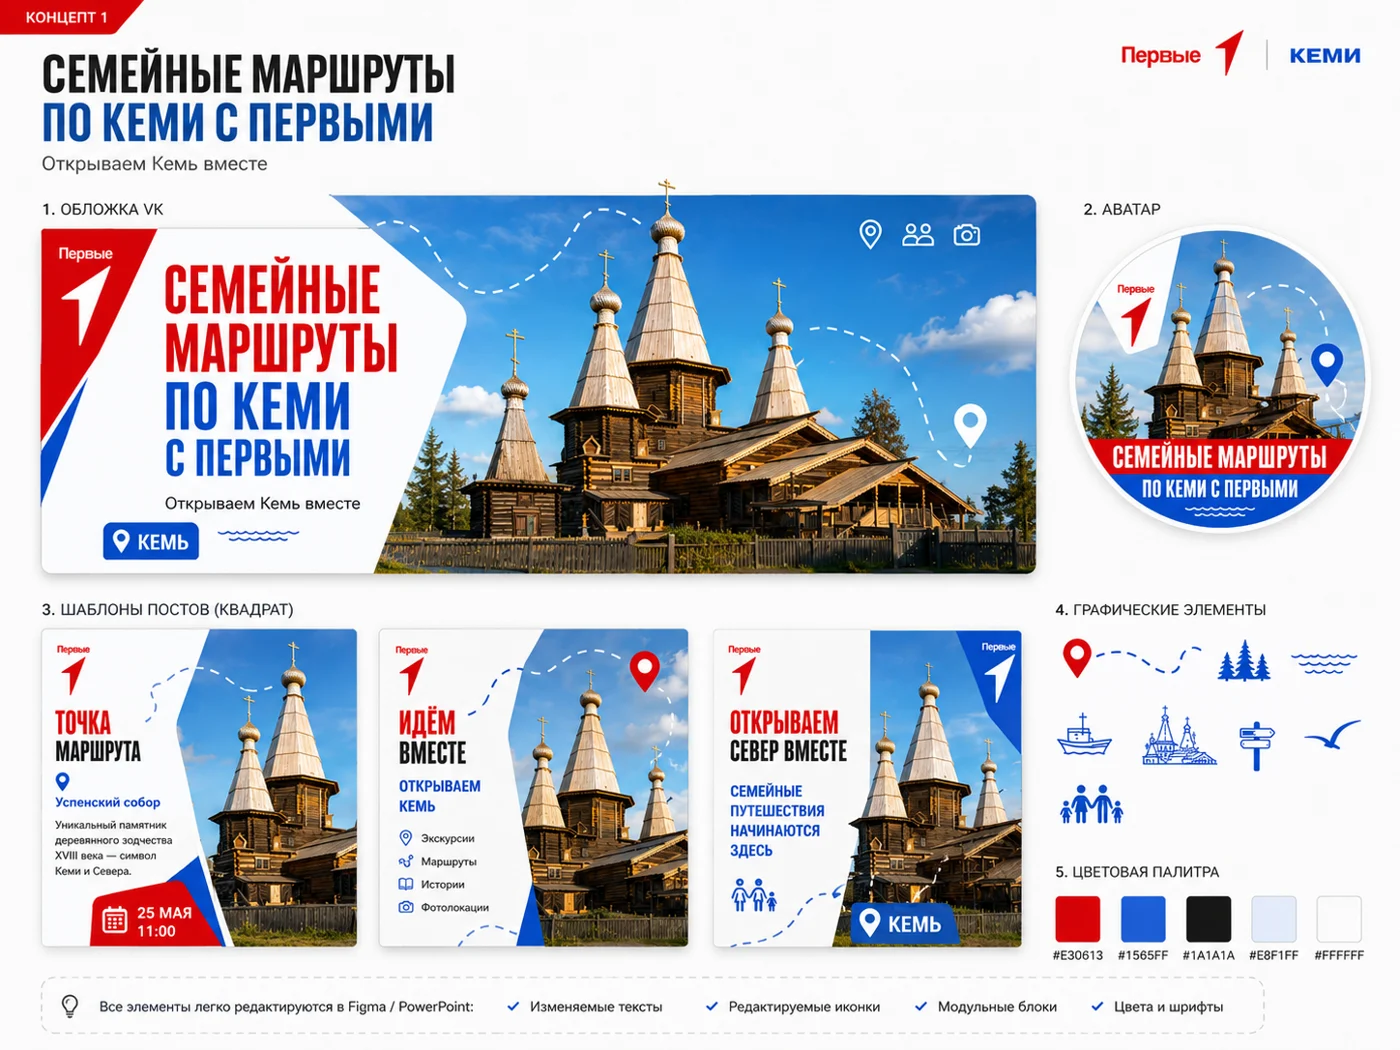 КОНЦЕПТ 1
СЕМЕЙНЫЕ МАРШРУТЫ
ПО КЕМИ С ПЕРВЫМИ
Открываем Кемь вместе
Первые
КЕМИ
1. ОБЛОЖКА VK
Первые
СЕМЕЙНЫЕ
МАРШРУТЫ
ПО КЕМИ
С ПЕРВЫМИ
Открываем Кемь вместе
КЕМЬ
2. АВАТАР
Первые
СЕМЕЙНЫЕ МАРШРУТЫ
ПО КЕМИ С ПЕРВЫМИ
3. ШАБЛОНЫ ПОСТОВ (КВАДРАТ)
Первые
ТОЧКА
МАРШРУТА
Успенский собор
Уникальный памятник
деревянного зодчества
XVIII века — символ
Кеми и Севера.
25 МАЯ
11:00
Первые
ИДЁМ
ВМЕСТЕ
ОТКРЫВАЕМ
КЕМЬ
Экскурсии
Маршруты
Истории
Фотолокации
Первые
ОТКРЫВАЕМ
СЕВЕР ВМЕСТЕ
СЕМЕЙНЫЕ
ПУТЕШЕСТВИЯ
НАЧИНАЮТСЯ
ЗДЕСЬ
Первые
КЕМЬ
4. ГРАФИЧЕСКИЕ ЭЛЕМЕНТЫ
5. ЦВЕТОВАЯ ПАЛИТРА
#E30613 #1565FF #1A1A1A #E8F1FF #FFFFFF
Все элементы легко редактируются в Figma / PowerPoint: Изменяемые тексты Редактируемые иконки Модульные блоки Цвета и шрифты